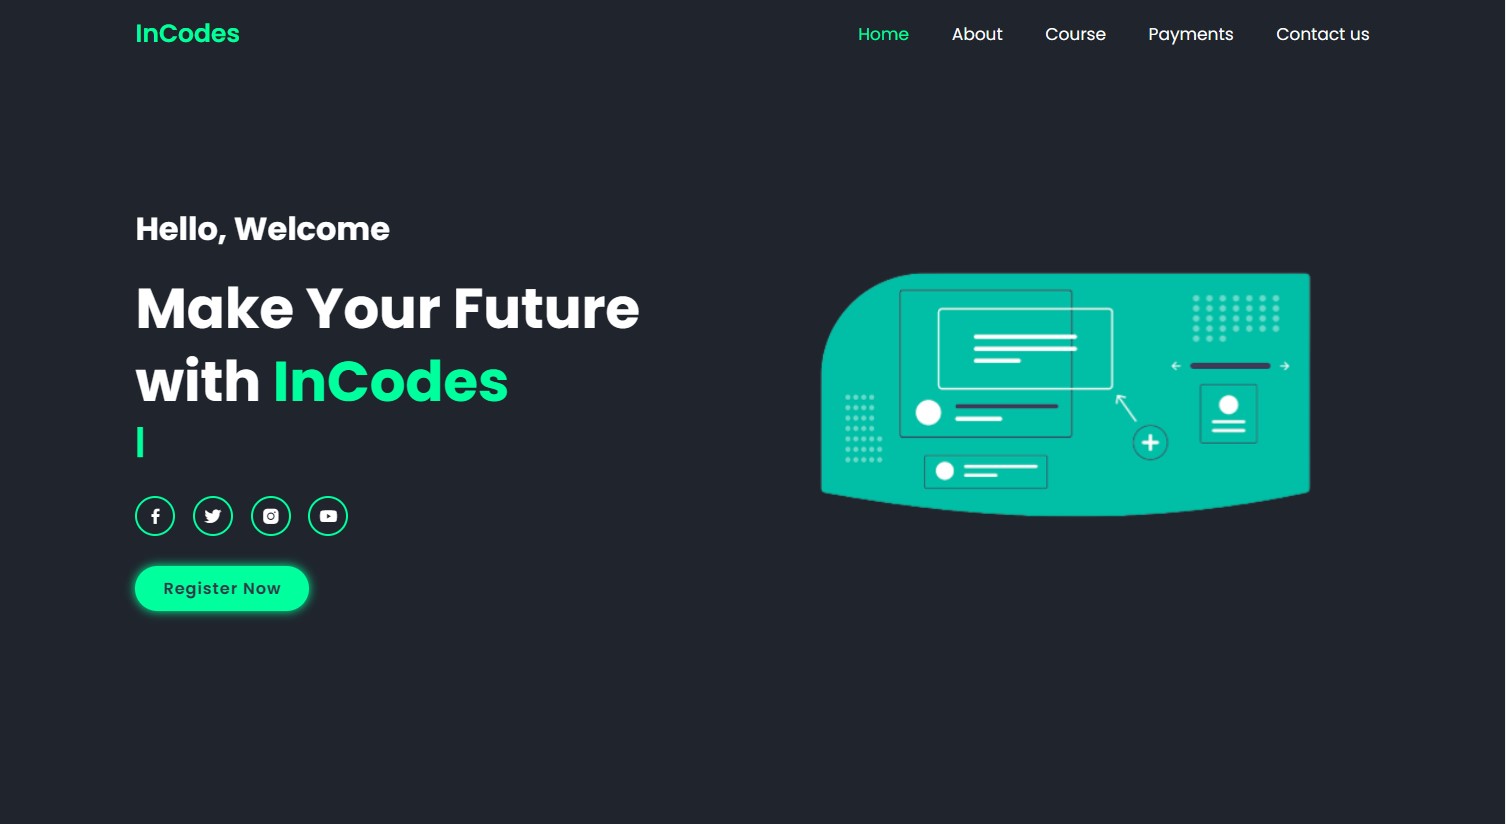 InCodes
Home About Course Payments Contact us
Hello, Welcome
Make Your Future
with InCodes
Register Now